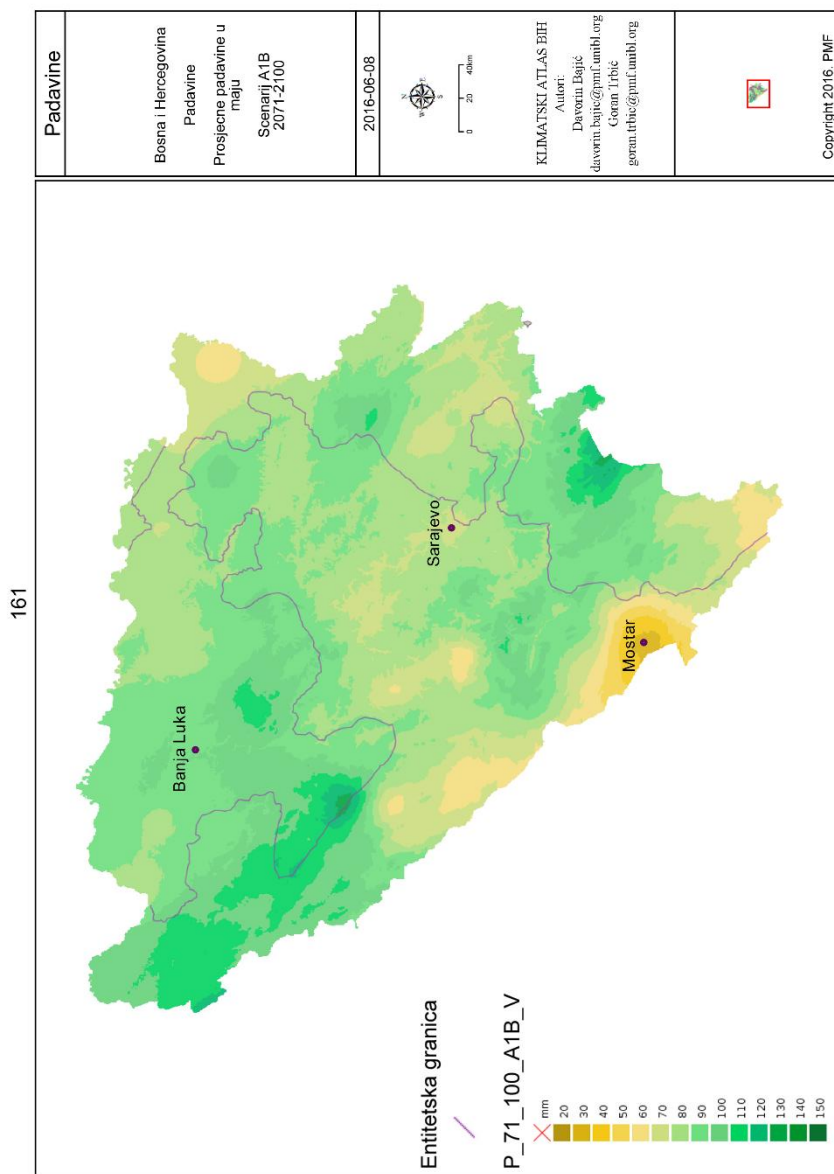 161
Padavine
Bosna i Hercegovina
Padavine
Prosjecne padavine u
maju
Scenarij A1B
2071-2100
2016-06-08
N
W
E
S
0 20 40km
KLIMATSKI ATLAS BIH
Autori:
Davorin Bajić
davorin.bajic@pmf.unibl.org
Goran Trbić
goran.trbic@pmf.unibl.org
Copyright 2016. PMF
Banja Luka
Sarajevo
Mostar
Entitetska granica
P_71_100_A1B_V
mm
20
30
40
50
60
70
80
90
100
110
120
130
140
150